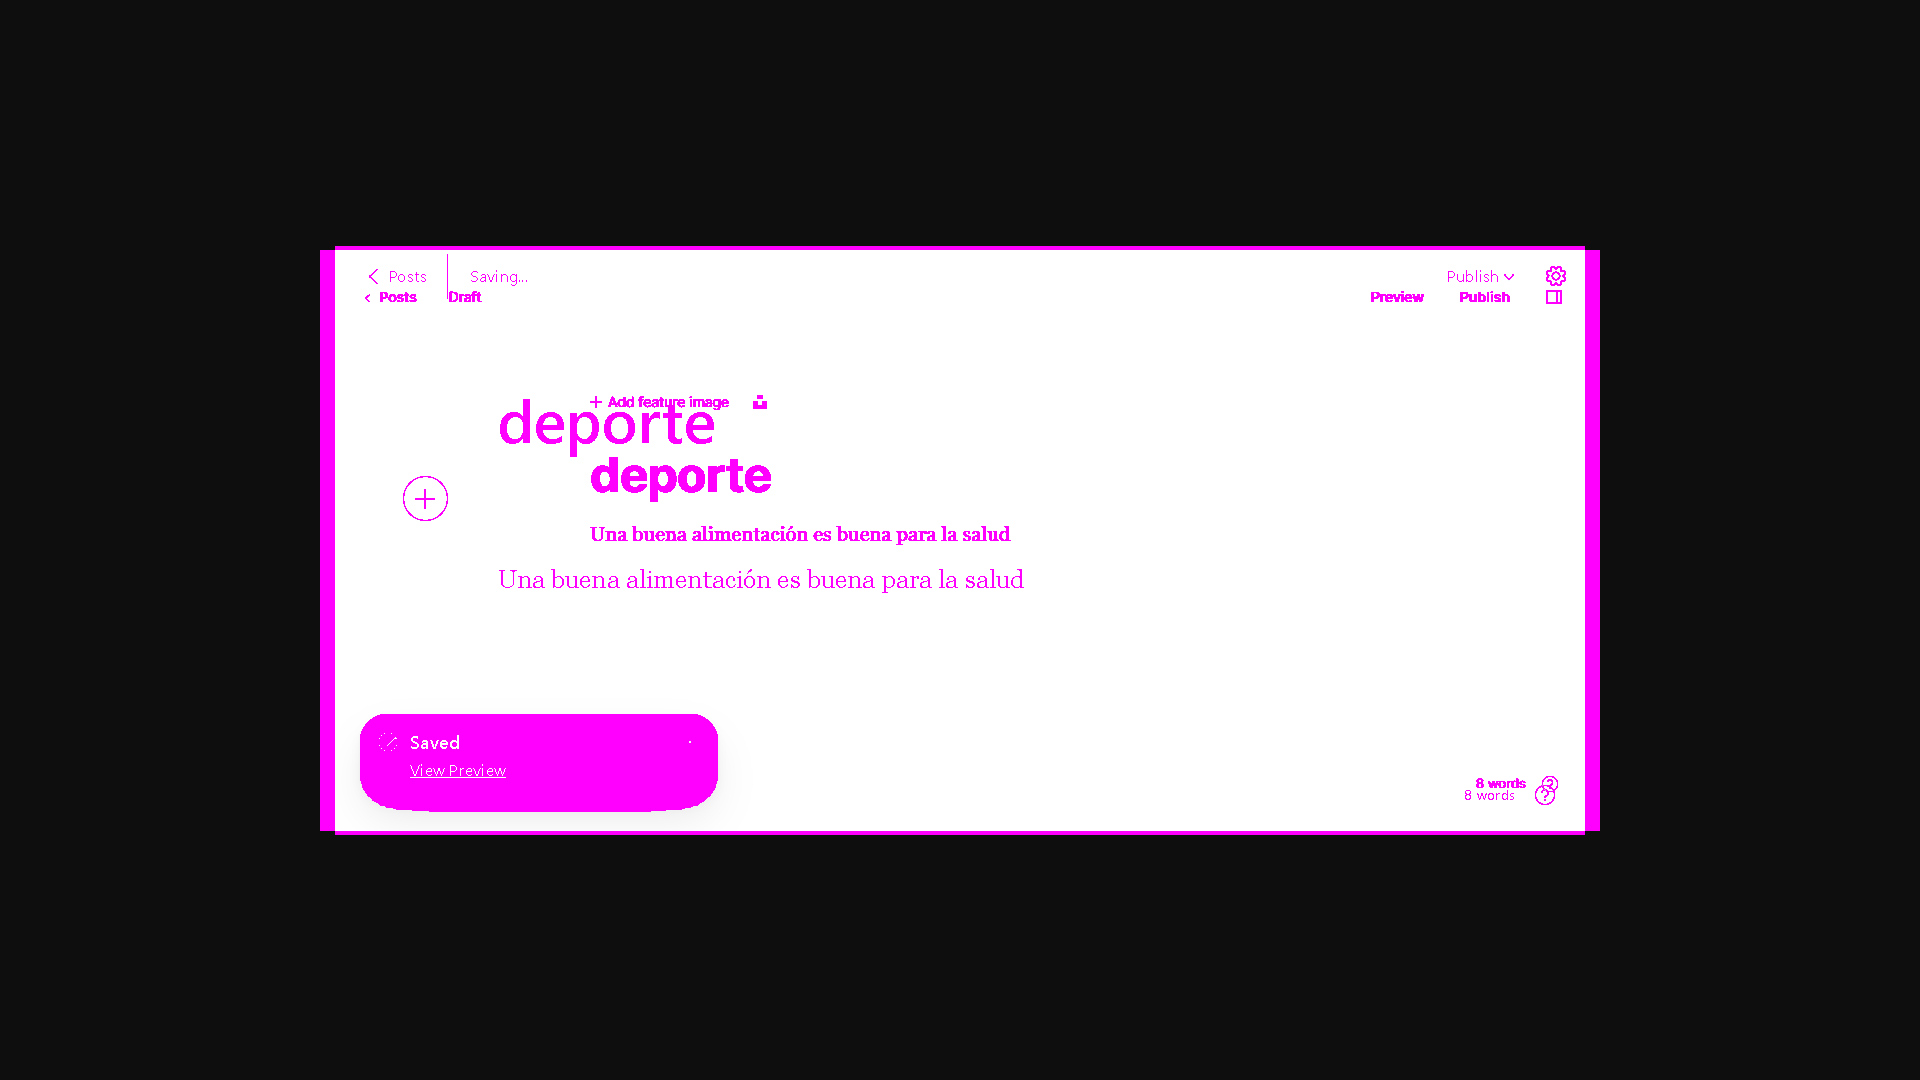 Posts Saving...
Publish
Posts Draft
Preview Publish
Add feature image
deporte
deporte
Una buena alimentación es buena para la salud
Una buena alimentación es buena para la salud
Saved
View Preview
8 words
8 words